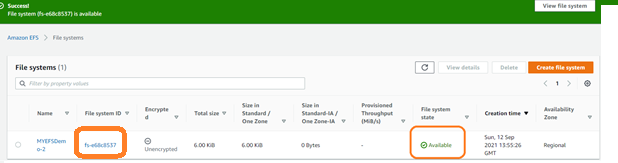 Success!
View file system
File system (fs-e68c8537) is available
Amazon EFS > File systems
File systems (1)
View details
Delete
Create file system
Filter by property values
1
Name
File system ID
Encrypte
d
Total size
Size in
Standard /
One Zone
Size in
Standard-IA /
One Zone-IA
Provisioned
Throughput
(MiB/s)
File system
state
Creation time
Availability
Zone
MYEFSDem
o-2
fs-e68c8537
Unencrypted
6.00 KiB
6.00 KiB
0 Bytes
-
Available
Sun, 12 Sep
2021 13:55:26
GMT
Regional